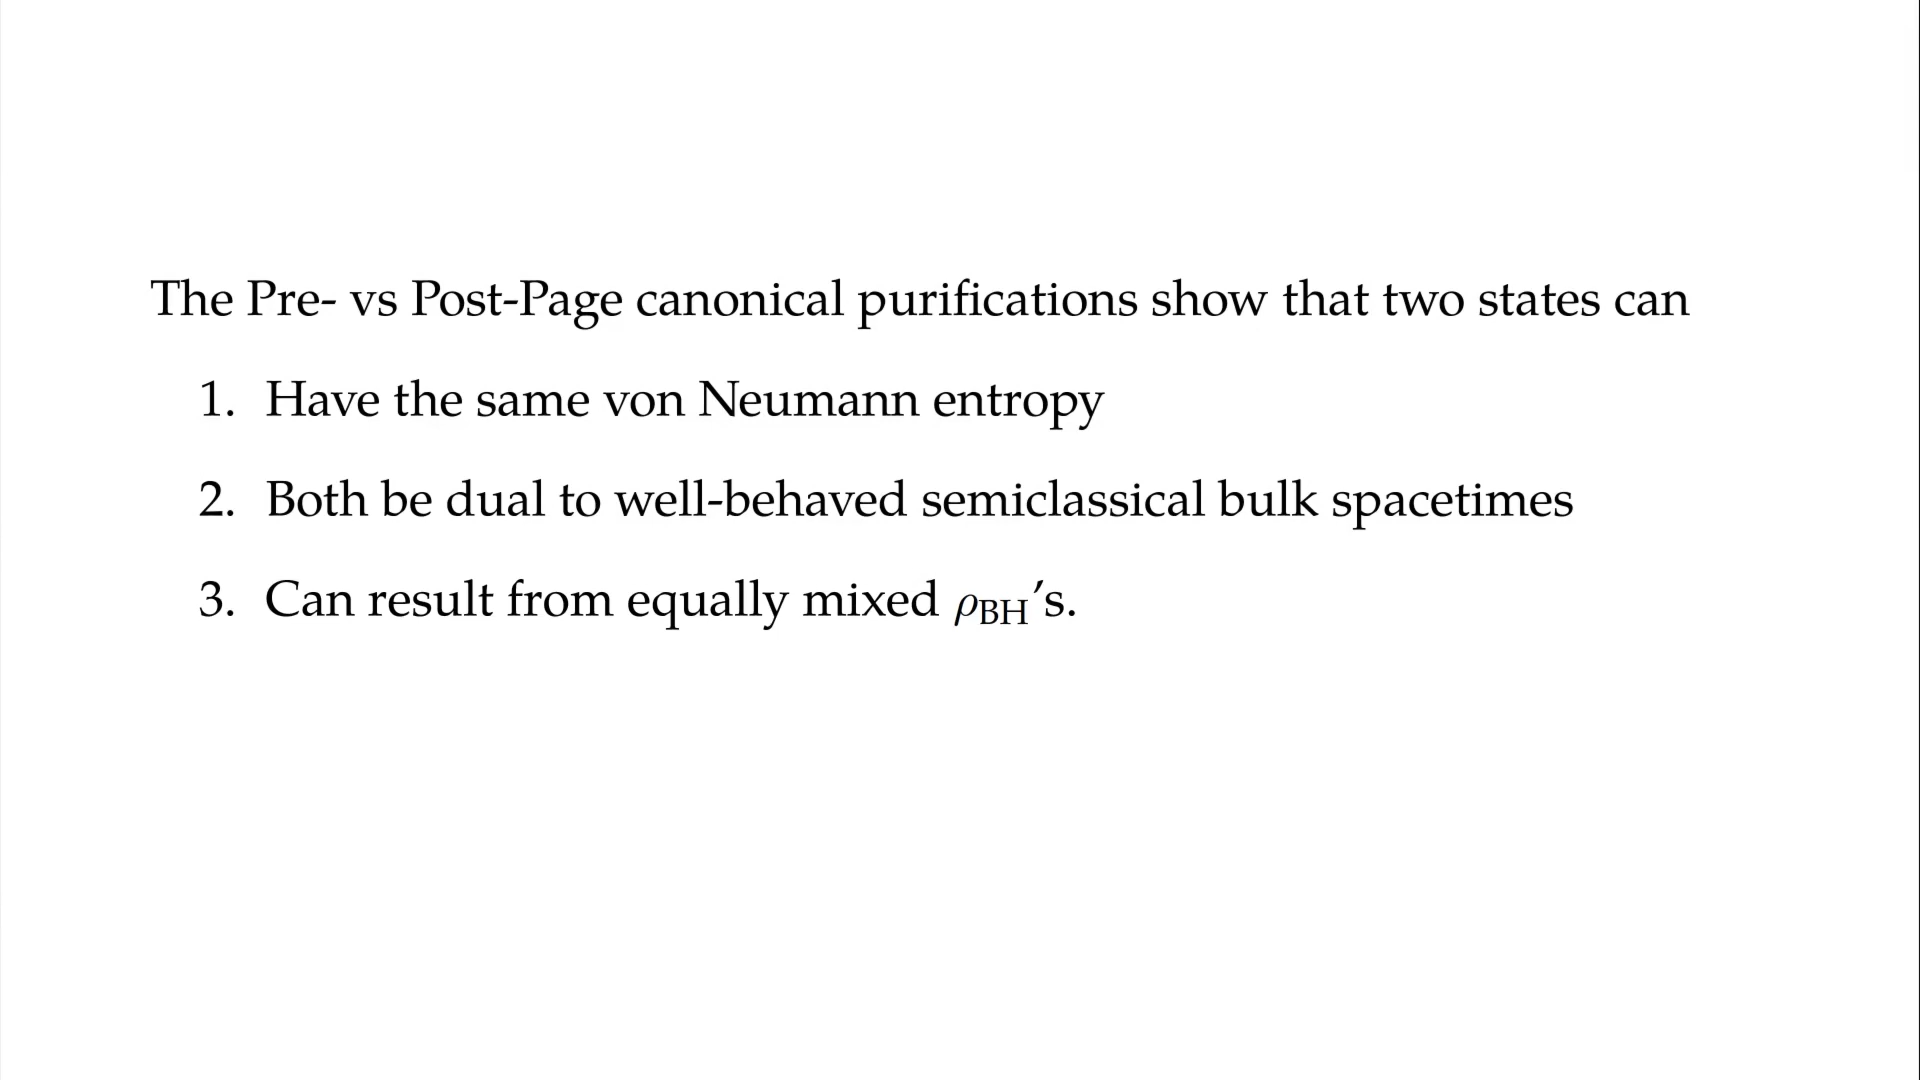 The Pre- vs Post-Page canonical purifications show that two states can
1. Have the same von Neumann entropy
2. Both be dual to well-behaved semiclassical bulk spacetimes
3. Can result from equally mixed ρBH's.